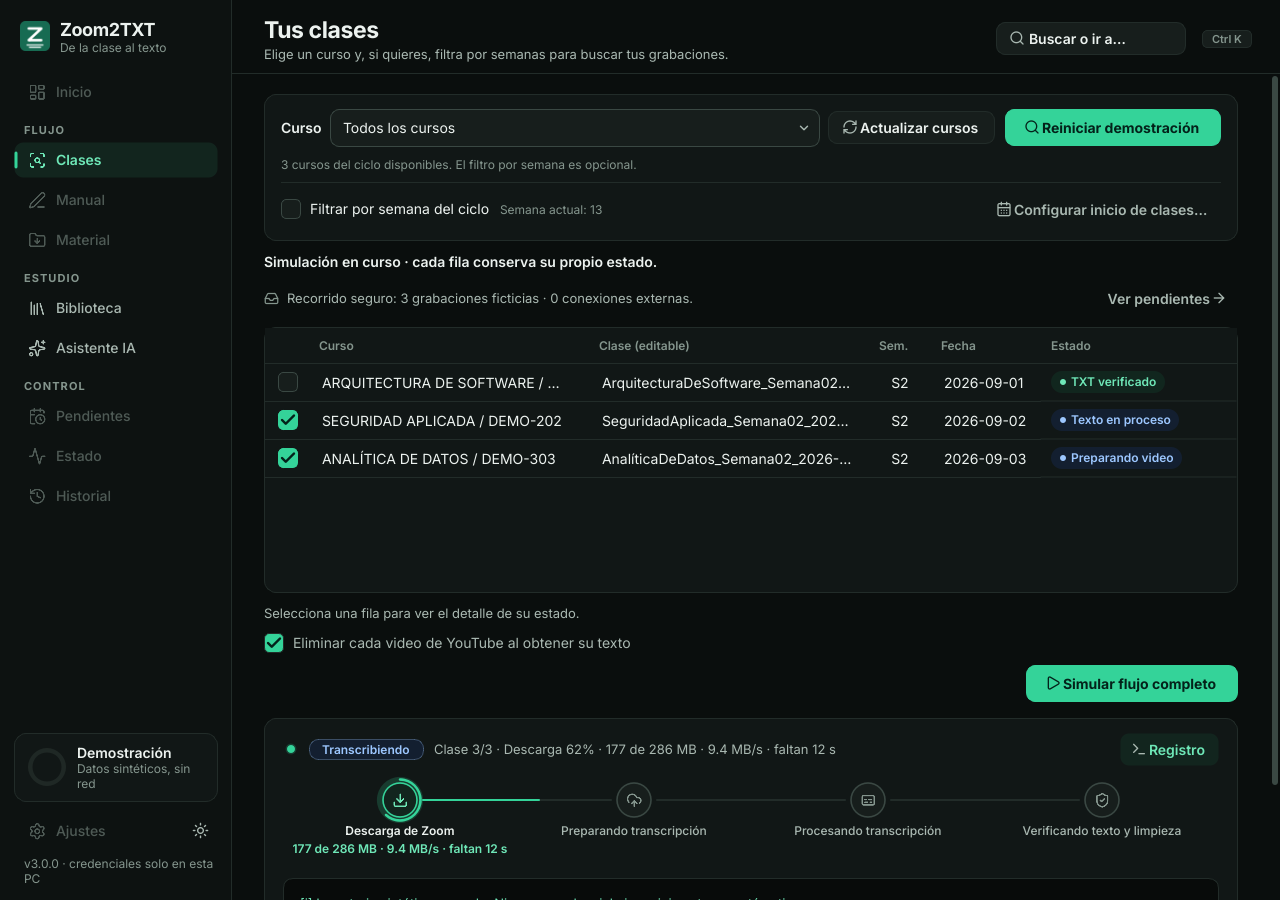 Zoom2TXT
De la clase al texto
Inicio
FLUJO
Clases
Manual
Material
ESTUDIO
Biblioteca
Asistente IA
CONTROL
Pendientes
Estado
Historial
Demostración
Datos sintéticos, sin
red
Ajustes
v3.0.0 · credenciales solo en esta
PC
Tus clases
Elige un curso y, si quieres, filtra por semanas para buscar tus grabaciones.
Buscar o ir a...
Ctrl K
Curso
Todos los cursos
Actualizar cursos
Reiniciar demostración
3 cursos del ciclo disponibles. El filtro por semana es opcional.
Filtrar por semana del ciclo
Semana actual: 13
Configurar inicio de clases...
Simulación en curso · cada fila conserva su propio estado.
Recorrido seguro: 3 grabaciones ficticias · 0 conexiones externas.
Ver pendientes
Curso Clase (editable) Sem. Fecha Estado
ARQUITECTURA DE SOFTWARE / ... ArquitecturaDeSoftware_Semana02... S2 2026-09-01 TXT verificado
SEGURIDAD APLICADA / DEMO-202 SeguridadAplicada_Semana02_202... S2 2026-09-02 Texto en proceso
ANALÍTICA DE DATOS / DEMO-303 AnalíticaDeDatos_Semana02_2026-... S2 2026-09-03 Preparando video
Selecciona una fila para ver el detalle de su estado.
Eliminar cada video de YouTube al obtener su texto
Simular flujo completo
Transcribiendo
Clase 3/3 · Descarga 62% · 177 de 286 MB · 9.4 MB/s · faltan 12 s
Registro
Descarga de Zoom
177 de 286 MB · 9.4 MB/s · faltan 12 s
Preparando transcripción
Procesando transcripción
Verificando texto y limpieza